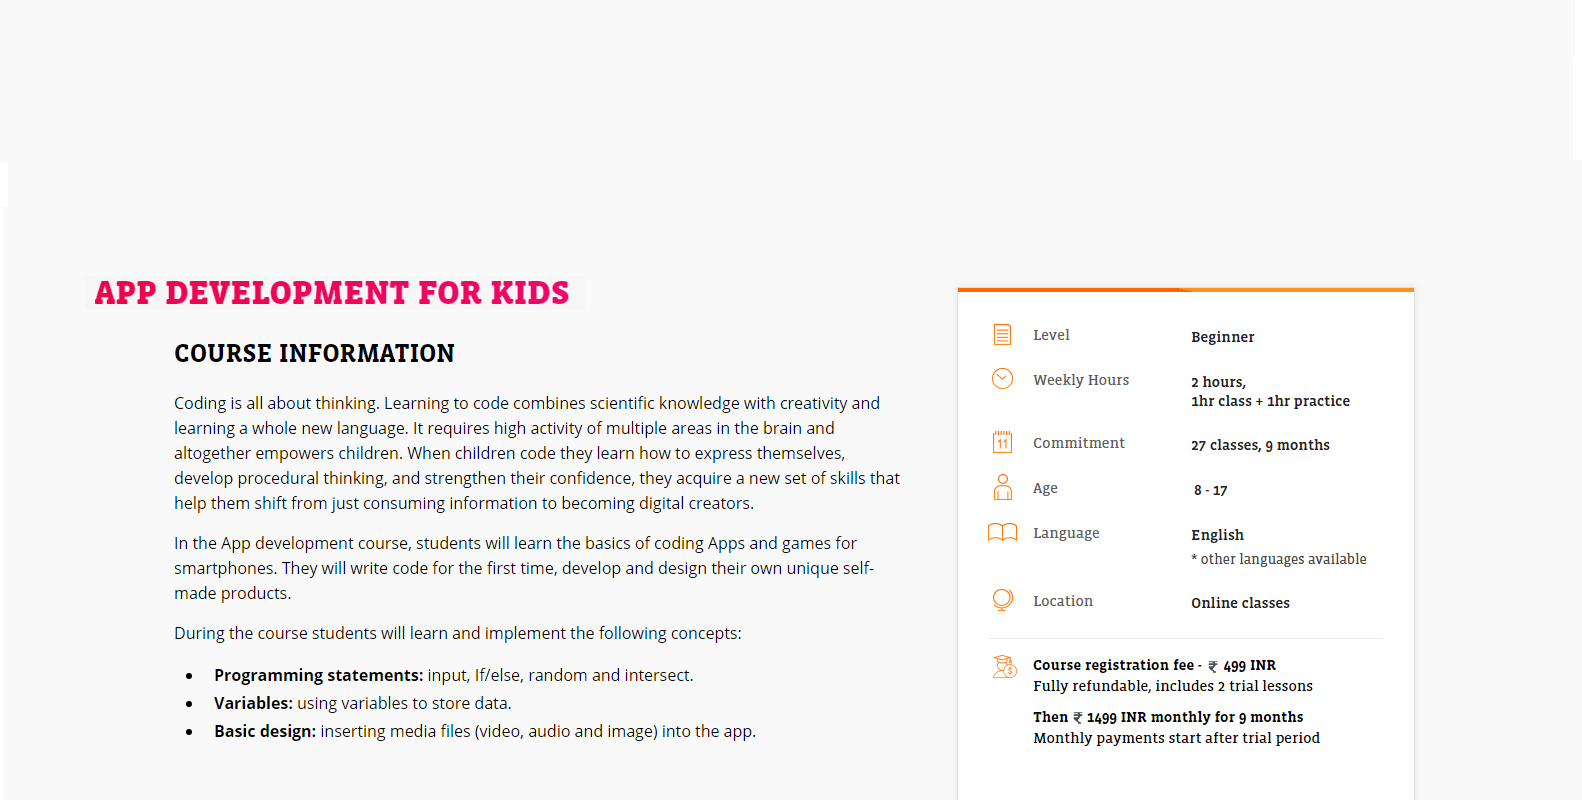 APP DEVELOPMENT FOR KIDS
COURSE INFORMATION
Coding is all about thinking. Learning to code combines scientific knowledge with creativity and
learning a whole new language. It requires high activity of multiple areas in the brain and
altogether empowers children. When children code they learn how to express themselves,
develop procedural thinking, and strengthen their confidence, they acquire a new set of skills that
help them shift from just consuming information to becoming digital creators.
In the App development course, students will learn the basics of coding Apps and games for
smartphones. They will write code for the first time, develop and design their own unique self-
made products.
During the course students will learn and implement the following concepts:
• Programming statements: input, If/else, random and intersect.
• Variables: using variables to store data.
• Basic design: inserting media files (video, audio and image) into the app.
Level Beginner
Weekly Hours 2 hours,
1hr class + 1hr practice
11 Commitment 27 classes, 9 months
Age 8 - 17
Language English
* other languages available
Location Online classes
$ Course registration fee - ₹ 499 INR
Fully refundable, includes 2 trial lessons
Then ₹ 1499 INR monthly for 9 months
Monthly payments start after trial period